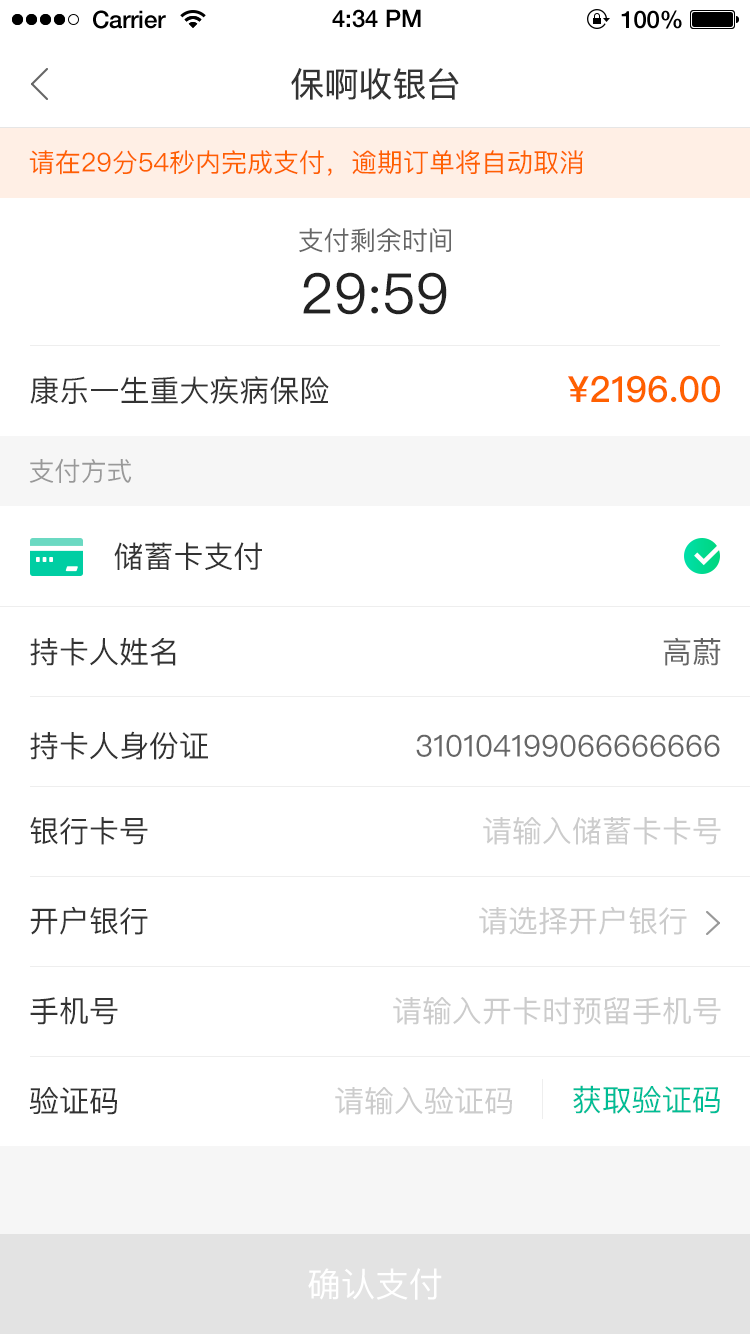 Carrier 4:34 PM 100%
保啊收银台
请在29分54秒内完成支付，逾期订单将自动取消
支付剩余时间
29:59
康乐一生重大疾病保险 ¥2196.00
支付方式
储蓄卡支付
持卡人姓名 高蔚
持卡人身份证 310104199066666666
银行卡号 请输入储蓄卡卡号
开户银行 请选择开户银行
手机号 请输入开卡时预留手机号
验证码 请输入验证码 获取验证码
确认支付